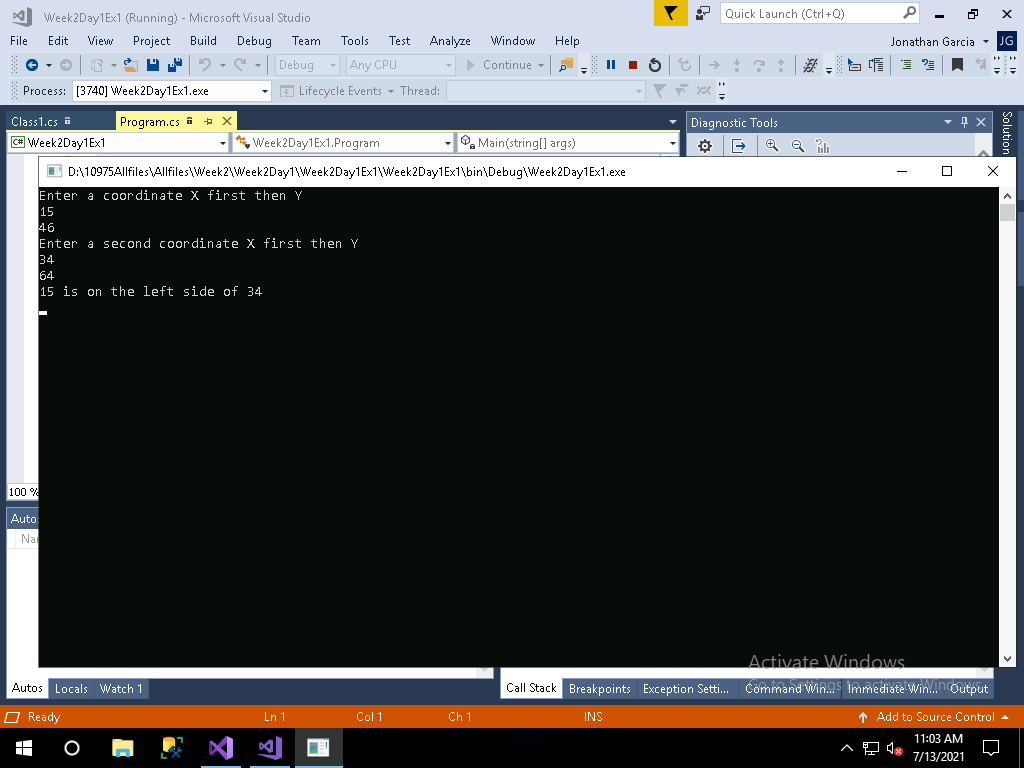 Week2Day1Ex1 (Running) - Microsoft Visual Studio
Quick Launch (Ctrl+Q)
File Edit View Project Build Debug Team Tools Test Analyze Window Help
Jonathan Garcia JG
Debug Any CPU Continue
Process: [3740] Week2Day1Ex1.exe Lifecycle Events Thread:
Class1.cs Program.cs
Diagnostic Tools
Solution
C# Week2Day1Ex1 Week2Day1Ex1.Program Main(string[] args)
D:\10975Allfiles\Allfiles\Week2\Week2Day1\Week2Day1Ex1\Week2Day1Ex1\bin\Debug\Week2Day1Ex1.exe
Enter a coordinate X first then Y
15
46
Enter a second coordinate X first then Y
34
64
15 is on the left side of 34
100 %
Auto
Nar
Activate Windows
Go to Settings to activate Windows.
Autos Locals Watch 1
Call Stack Breakpoints Exception Setti... Command Win... Immediate Win... Output
Ready Ln 1 Col 1 Ch 1 INS Add to Source Control
11:03 AM
7/13/2021